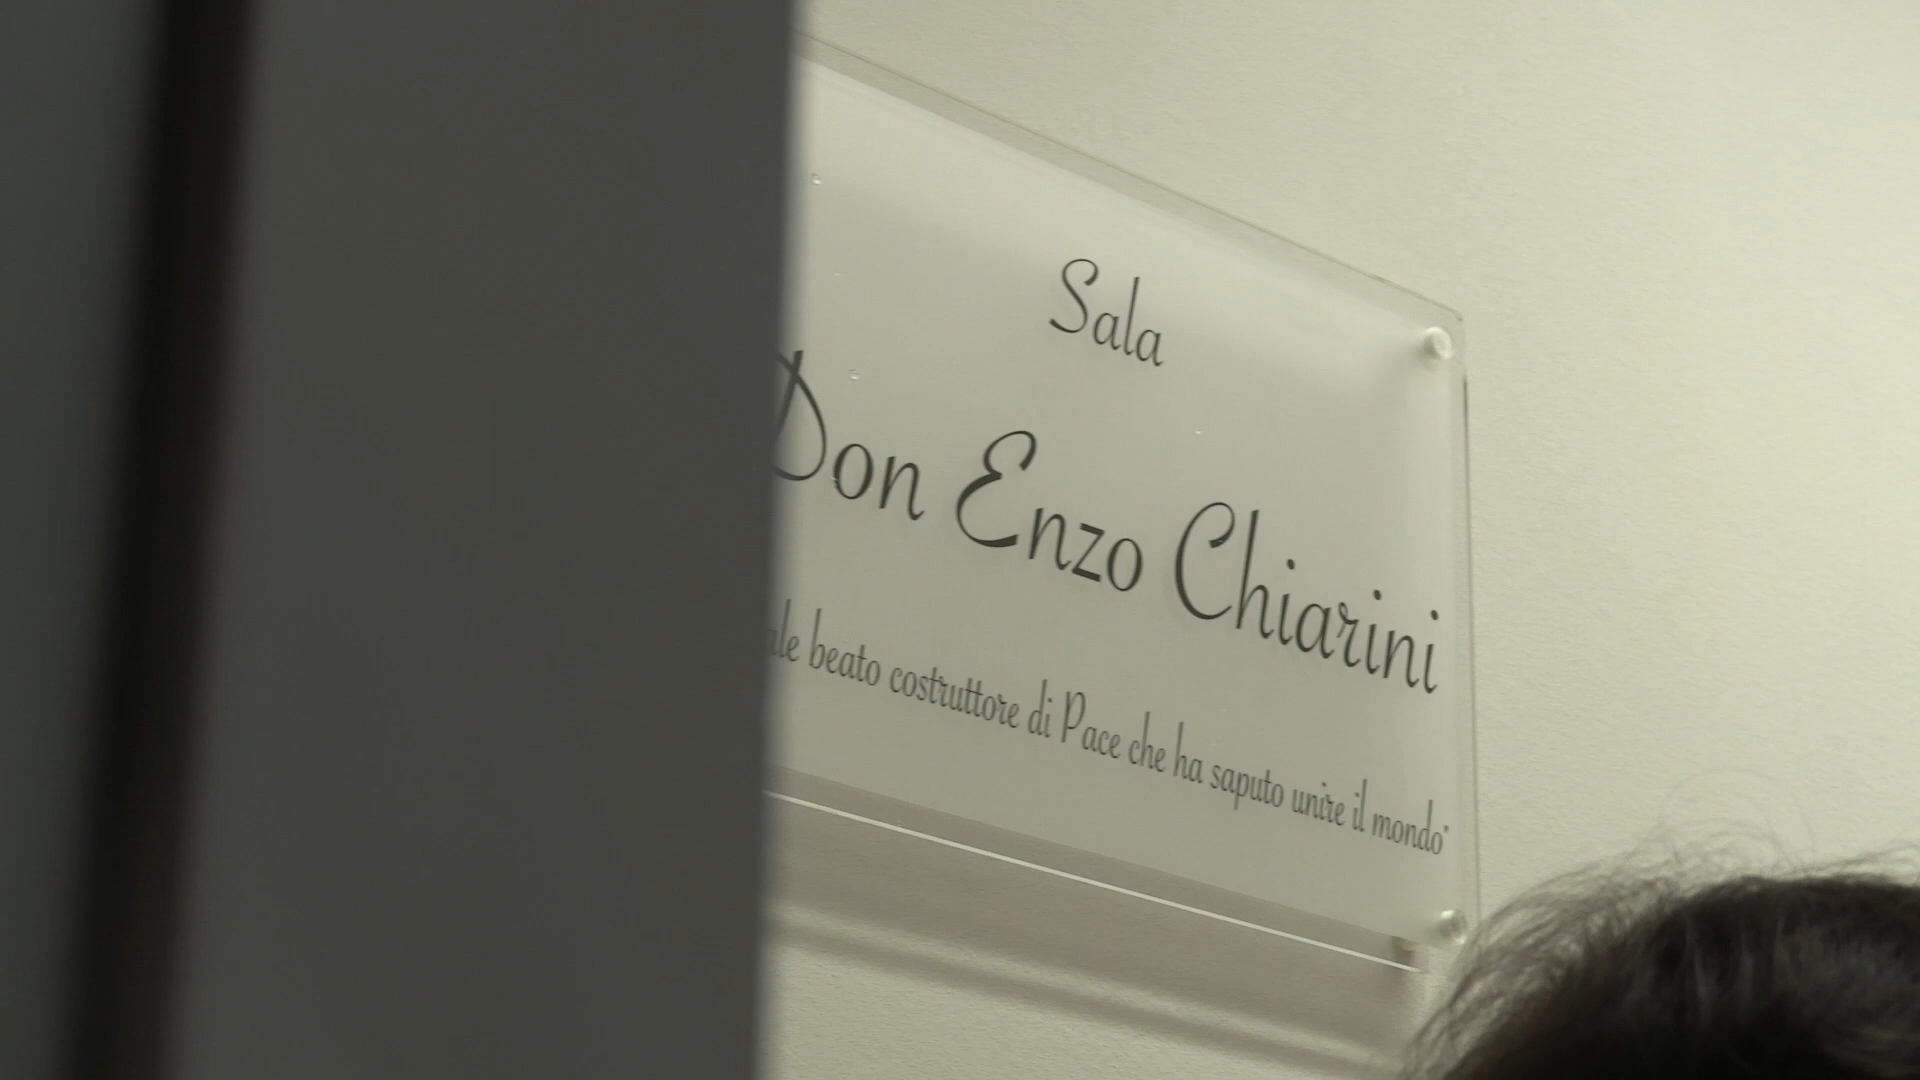 Sala
Don Enzo Chiarini
beato costruttore di Pace che ha saputo unire il mondo"